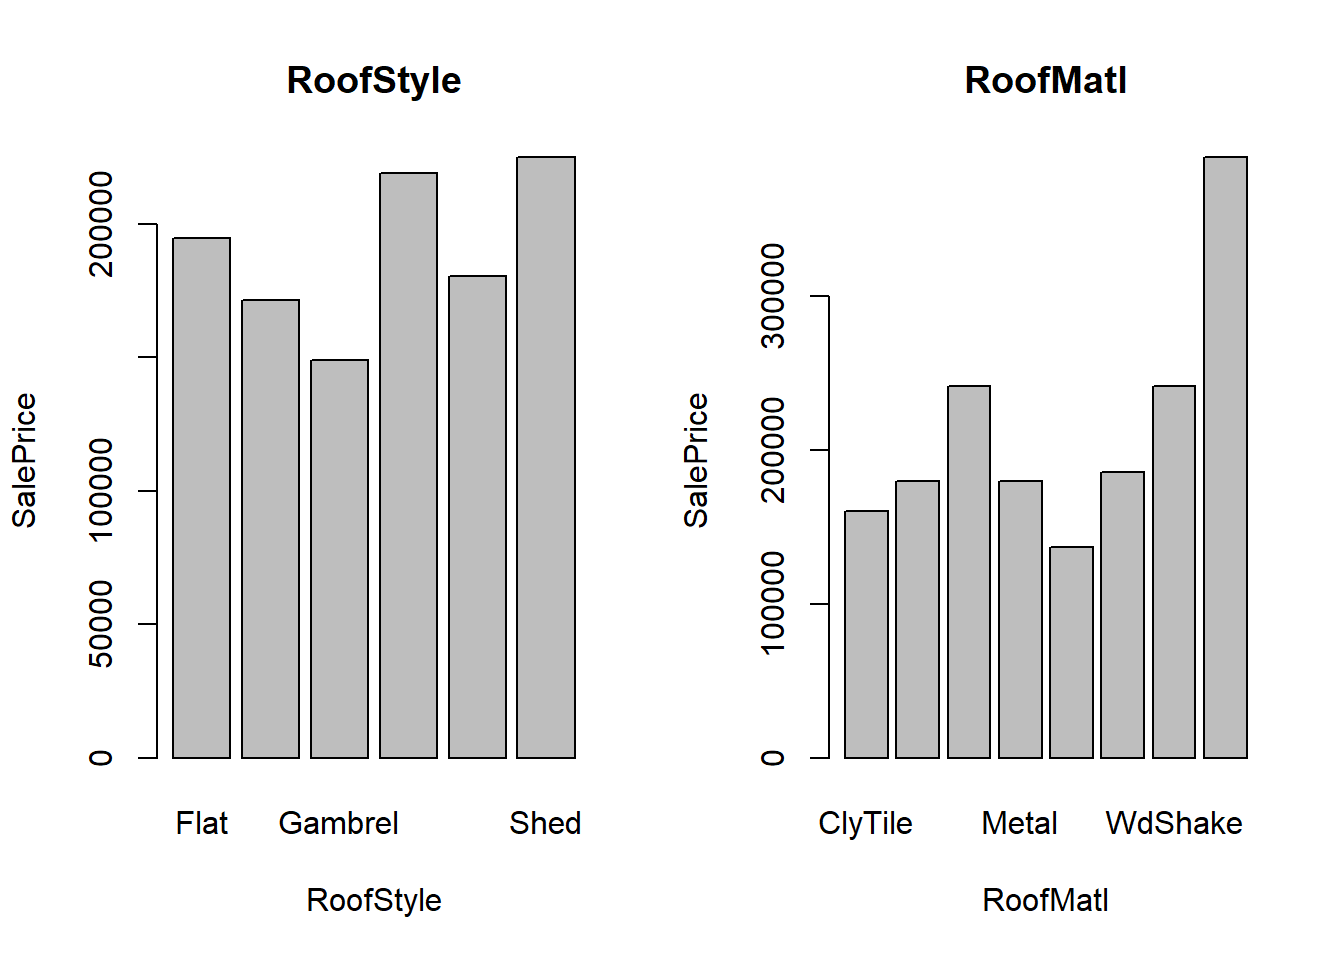 RoofStyle
SalePrice
200000
100000
50000
0
Flat Gambrel Shed
RoofStyle
RoofMatl
SalePrice
300000
200000
100000
0
ClyTile Metal WdShake
RoofMatl